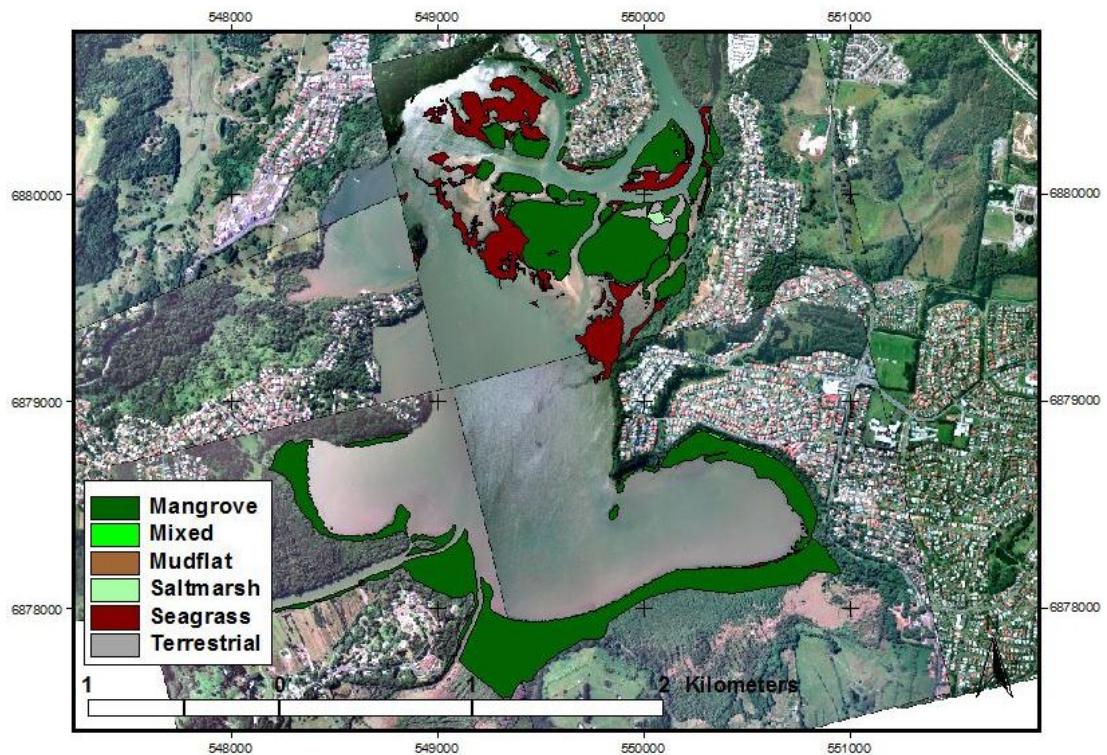 548000 549000 550000 551000
6880000 6880000
6879000 6879000
Mangrove
Mixed
Mudflat
Saltmarsh
Seagrass
Terrestrial
6878000 6878000
1 0 1 2 Kilometers
548000 549000 550000 551000